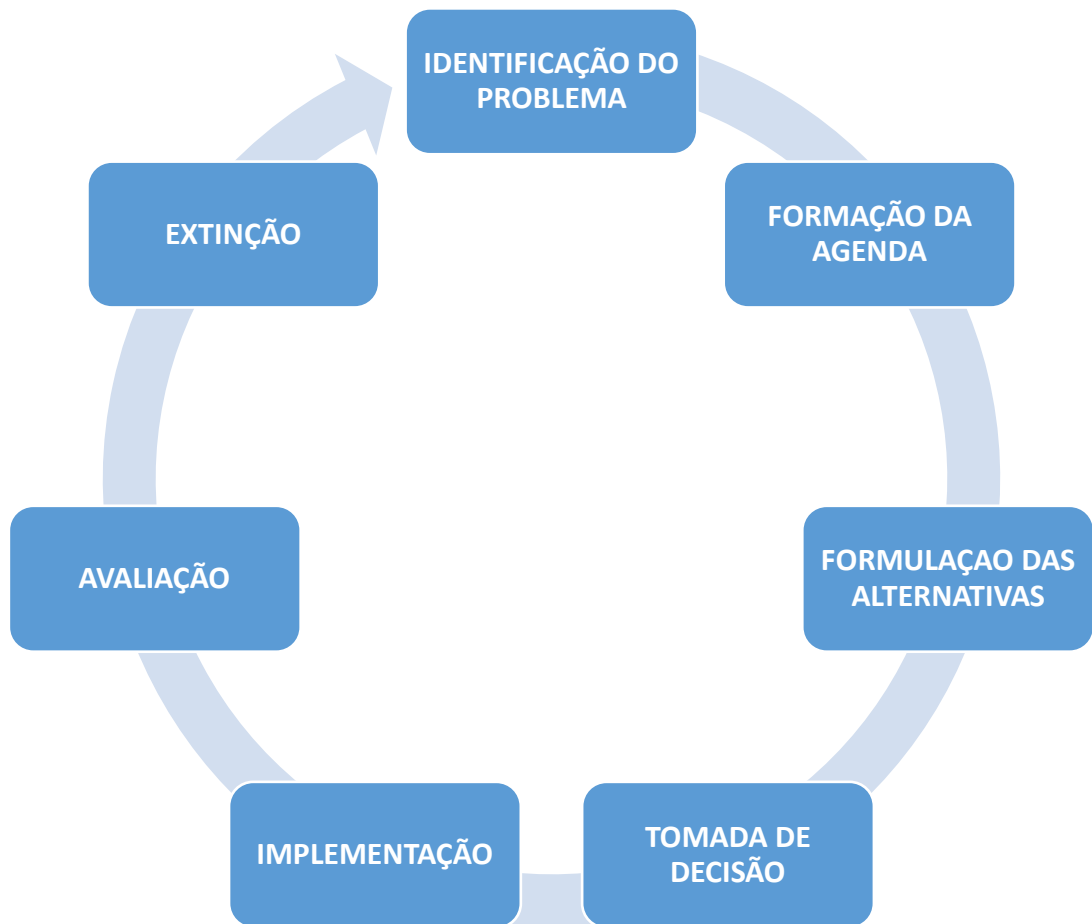 IDENTIFICAÇÃO DO
PROBLEMA
FORMAÇÃO DA
AGENDA
FORMULAÇAO DAS
ALTERNATIVAS
TOMADA DE
DECISÃO
IMPLEMENTAÇÃO
AVALIAÇÃO
EXTINÇÃO